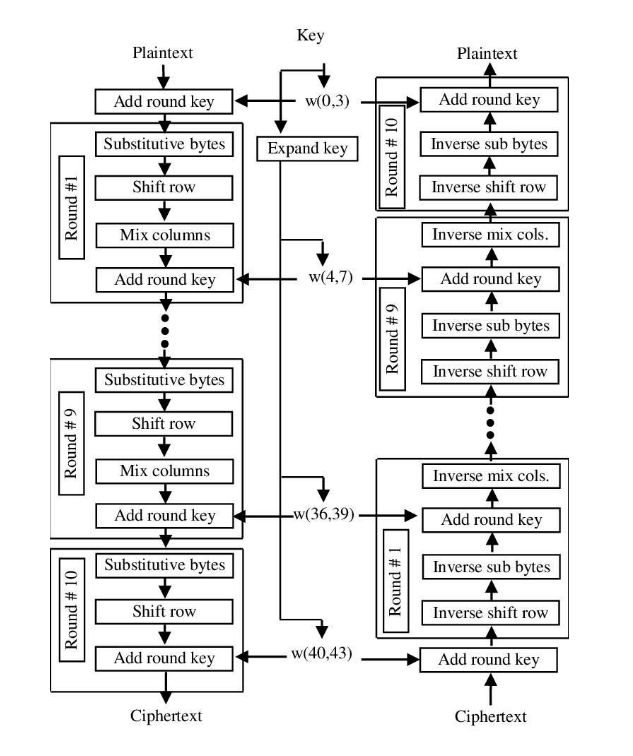 Key
Plaintext
Add round key
Round #1
Substitutive bytes
Shift row
Mix columns
Add round key
Round # 9
Substitutive bytes
Shift row
Mix columns
Add round key
Round # 10
Substitutive bytes
Shift row
Add round key
Ciphertext
w(0,3)
Expand key
w(4,7)
w(36,39)
w(40,43)
Plaintext
Round # 10
Add round key
Inverse sub bytes
Inverse shift row
Round # 9
Inverse mix cols.
Add round key
Inverse sub bytes
Inverse shift row
Round # 1
Inverse mix cols.
Add round key
Inverse sub bytes
Inverse shift row
Add round key
Ciphertext